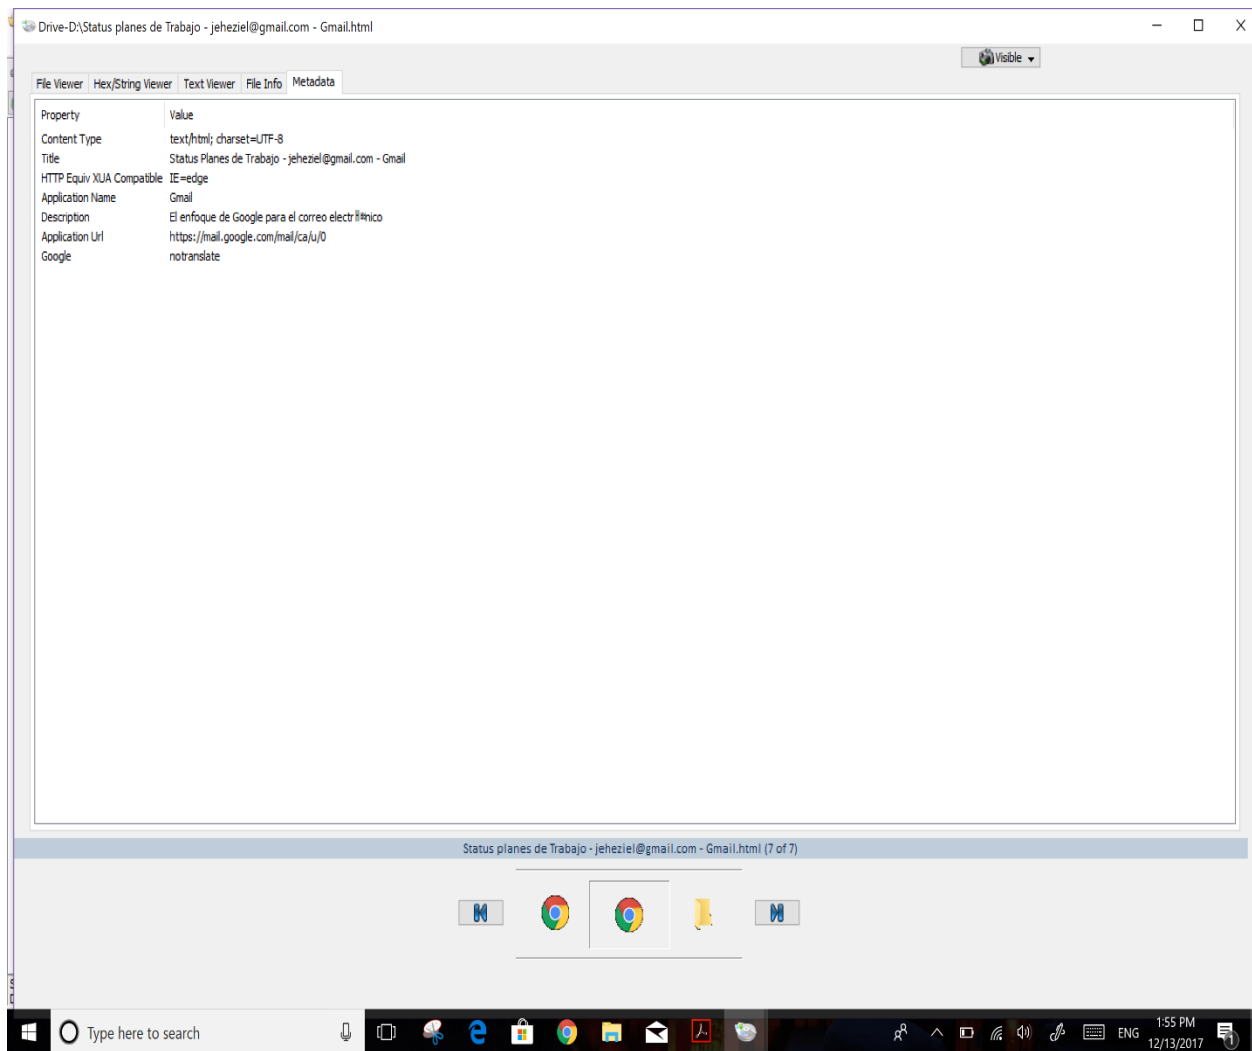 Drive-D:\Status planes de Trabajo - jeheziel@gmail.com - Gmail.html
Visible
File Viewer Hex/String Viewer Text Viewer File Info Metadata
Property Value
Content Type text/html; charset=UTF-8
Title Status Planes de Trabajo - jeheziel@gmail.com - Gmail
HTTP Equiv XUA Compatible IE=edge
Application Name Gmail
Description El enfoque de Google para el correo
Application Url https://mail.google.com/mail/ca/u/0
Google notranslate
Status planes de Trabajo - jeheziel@gmail.com - Gmail.html (7 of 7)
Type here to search
ENG
1:55 PM
12/13/2017
1